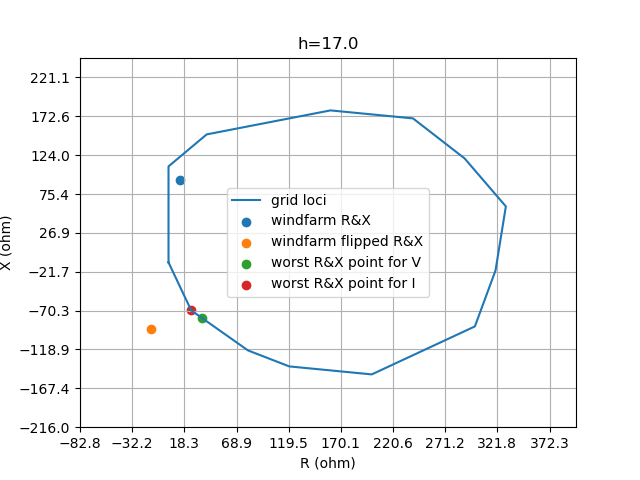 h=17.0
221.1
172.6
124.0
75.4
26.9
−21.7
−70.3
−118.9
−167.4
−216.0
X (ohm)
grid loci
windfarm R&X
windfarm flipped R&X
worst R&X point for V
worst R&X point for I
−82.8 −32.2 18.3 68.9 119.5 170.1 220.6 271.2 321.8 372.3
R (ohm)